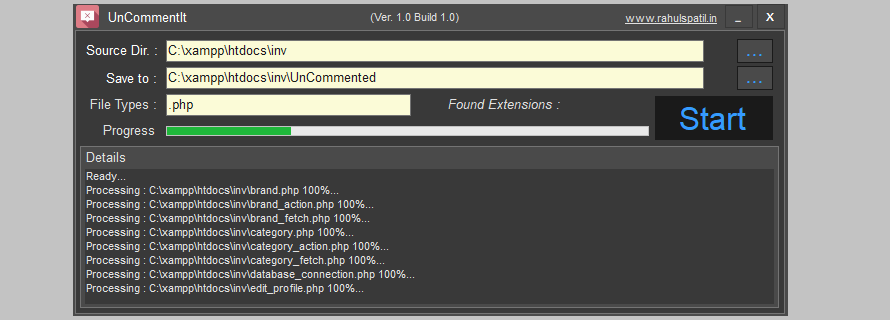 UnCommentIt (Ver. 1.0 Build 1.0) www.rahulspatil.in _ X
Source Dir. : C:\xampp\htdocs\inv ...
Save to : C:\xampp\htdocs\inv\UnCommented ...
File Types : .php Found Extensions : Start
Progress
Details
Ready...
Processing : C:\xampp\htdocs\inv\brand.php 100%...
Processing : C:\xampp\htdocs\inv\brand_action.php 100%...
Processing : C:\xampp\htdocs\inv\brand_fetch.php 100%...
Processing : C:\xampp\htdocs\inv\category.php 100%...
Processing : C:\xampp\htdocs\inv\category_action.php 100%...
Processing : C:\xampp\htdocs\inv\category_fetch.php 100%...
Processing : C:\xampp\htdocs\inv\database_connection.php 100%...
Processing : C:\xampp\htdocs\inv\edit_profile.php 100%...